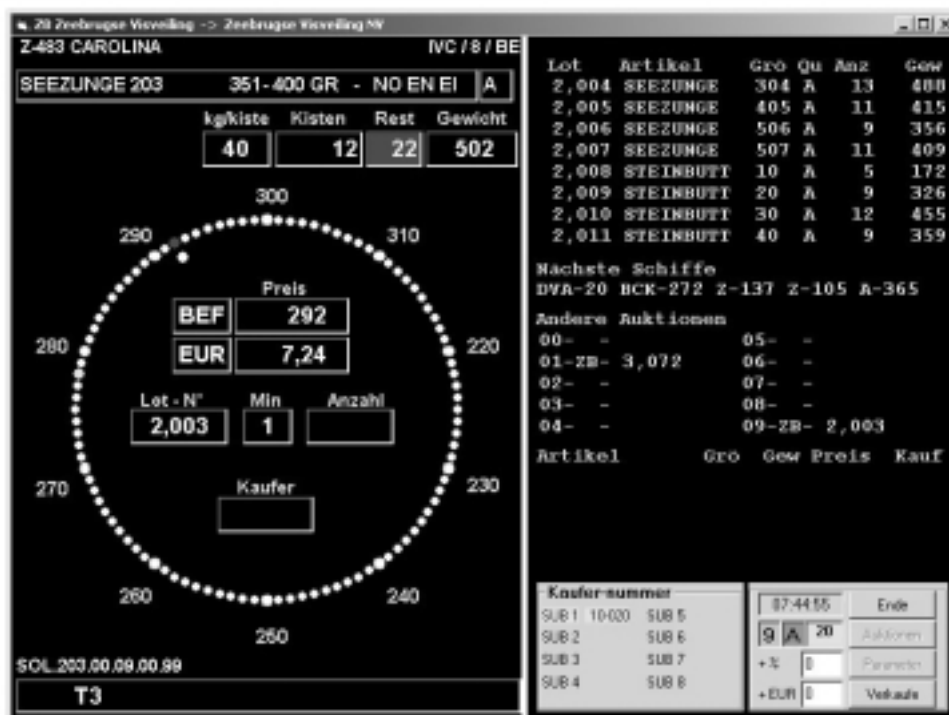 ZB Zeebrugse Visveiling -> Zeebrugse Visveiling NV
Z-483 CAROLINA IVC / 8 / BE
SEEZUNGE 203 351-400 GR - NO EN EI A
kg/kiste Kisten Rest Gewicht
40 12 22 502
300
290 310
280 220
270 230
260 240
250
Preis
BEF 292
EUR 7,24
Lot - N° Min Anzahl
2,003 1
Kaufer
SOL.203.00.09.00.99
T3
Lot Artikel Gro Qu Anz Gew
2,004 SEEZUNGE 304 A 13 488
2,005 SEEZUNGE 405 A 11 415
2,006 SEEZUNGE 506 A 9 356
2,007 SEEZUNGE 507 A 11 409
2,008 STEINBUTT 10 A 5 172
2,009 STEINBUTT 20 A 9 326
2,010 STEINBUTT 30 A 12 455
2,011 STEINBUTT 40 A 9 359
Nachste Schiffe
DVA-20 BCK-272 Z-137 Z-105 A-365
Andere Auktionen
00- - 05- -
01-ZB- 3,072 06- -
02- - 07- -
03- - 08- -
04- - 09-ZB- 2,003
Artikel Gro Gew Preis Kauf
Kaufer-nummer
SUB 1 10-020 SUB 5
SUB 2 SUB 6
SUB 3 SUB 7
SUB 4 SUB 8
07:44:55 Ende
9 A 20 Auktionen
+ % 0 Parameter
+ EUR 0 Verkaufe